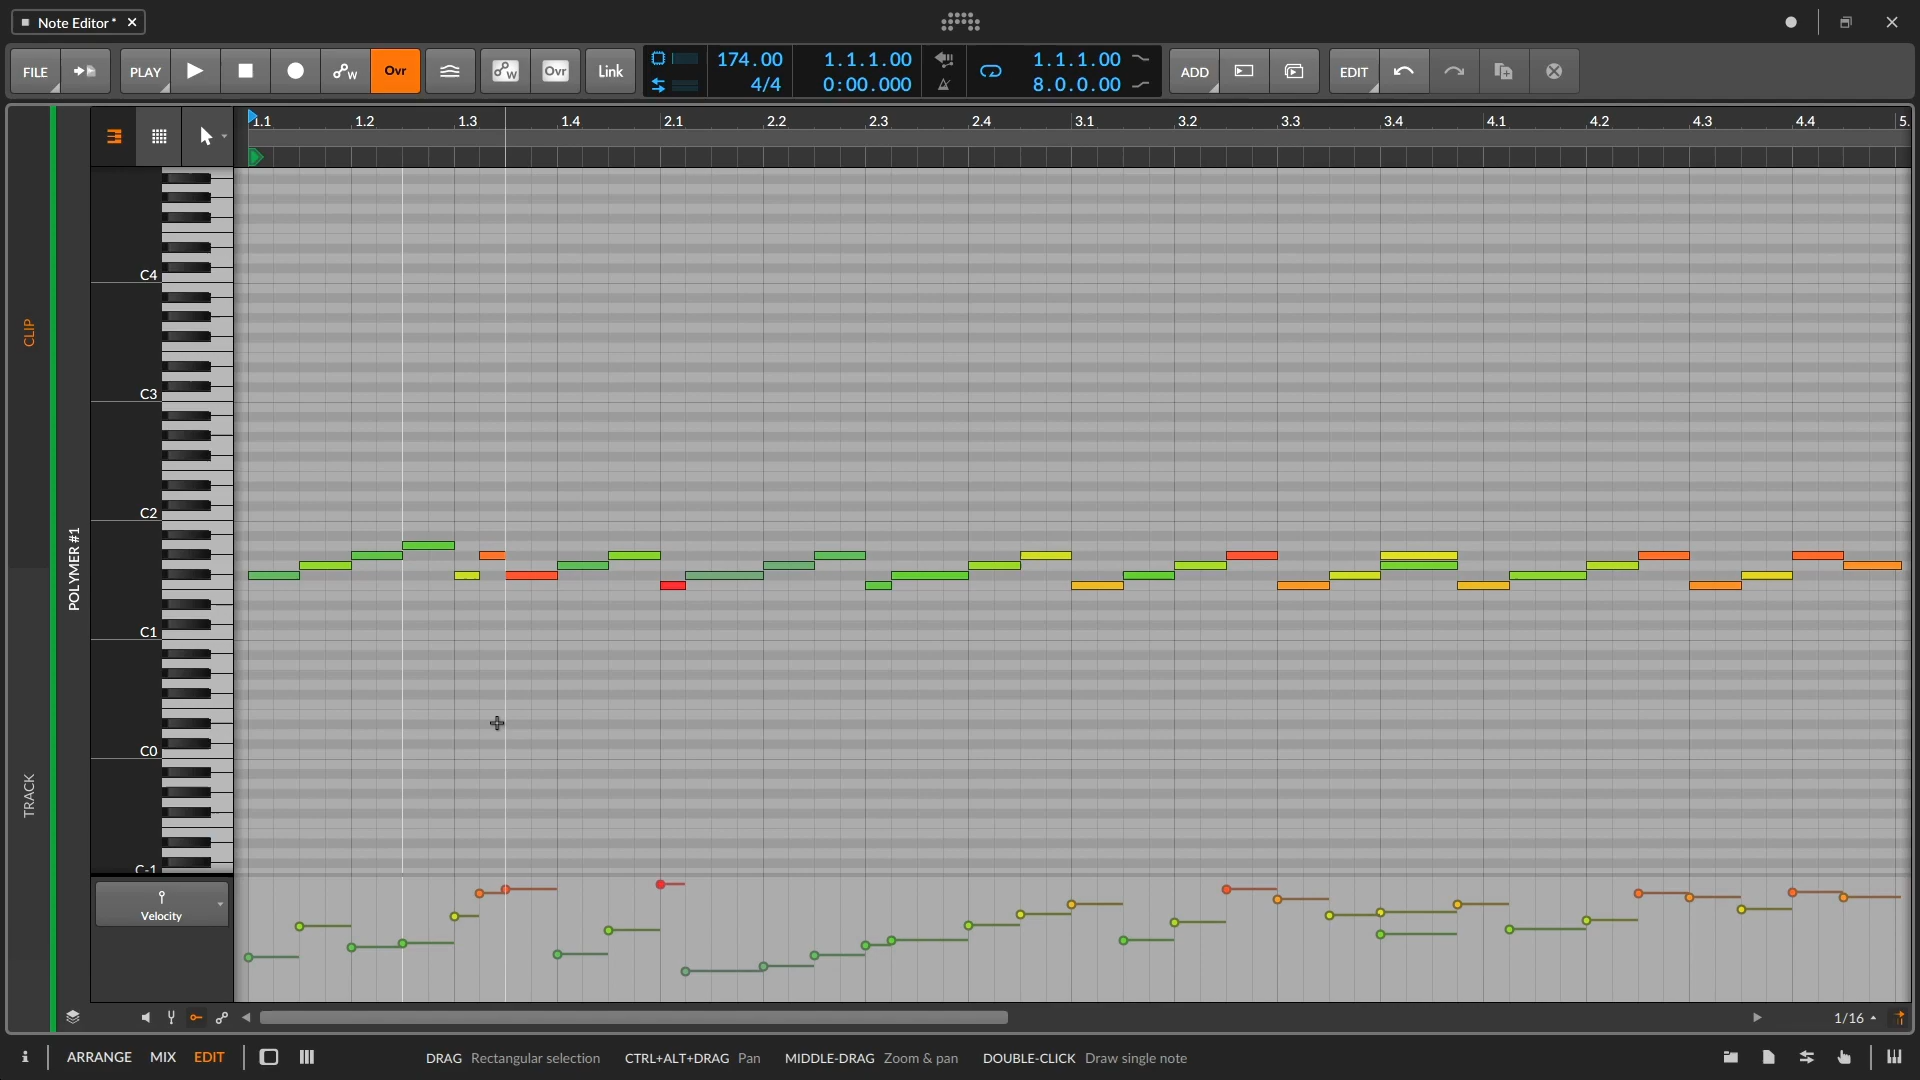 Note Editor*
FILE
PLAY
Ovr
Ovr
Link
174.00
4/4
1.1.1.00
0:00.000
1.1.1.00
8.0.0.00
ADD
EDIT
1.1 1.2 1.3 1.4 2.1 2.2 2.3 2.4 3.1 3.2 3.3 3.4 4.1 4.2 4.3 4.4 5.
CLIP
TRACK
POLYMER #1
C4
C3
C2
C1
C0
C-1
Velocity
1/16
ARRANGE MIX EDIT
DRAG Rectangular selection CTRL+ALT+DRAG Pan MIDDLE-DRAG Zoom & pan DOUBLE-CLICK Draw single note